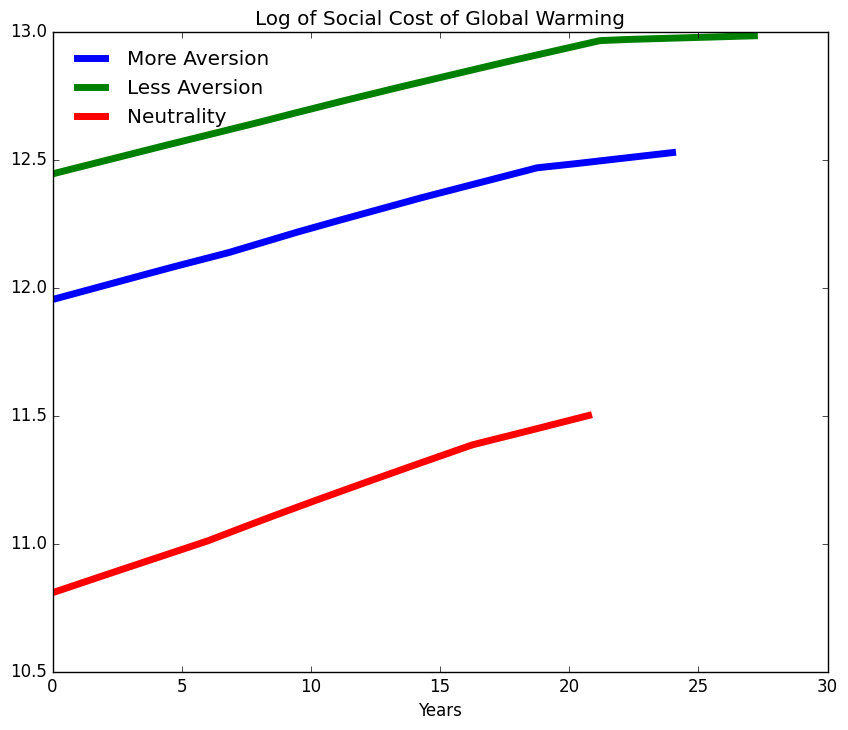 Log of Social Cost of Global Warming
13.0
More Aversion
Less Aversion
Neutrality
12.5
12.0
11.5
11.0
10.5
0 5 10 15 20 25 30
Years